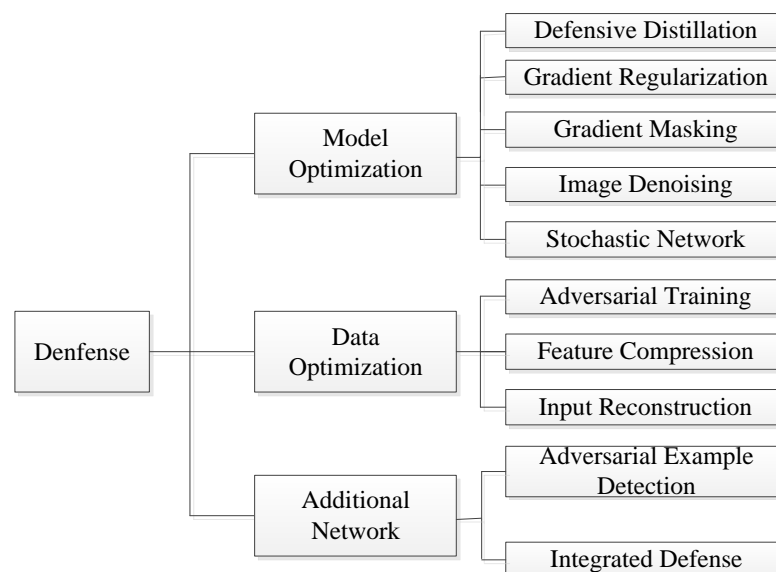 Denfense
Model
Optimization
Defensive Distillation
Gradient Regularization
Gradient Masking
Image Denoising
Stochastic Network
Data
Optimization
Adversarial Training
Feature Compression
Input Reconstruction
Additional
Network
Adversarial Example
Detection
Integrated Defense